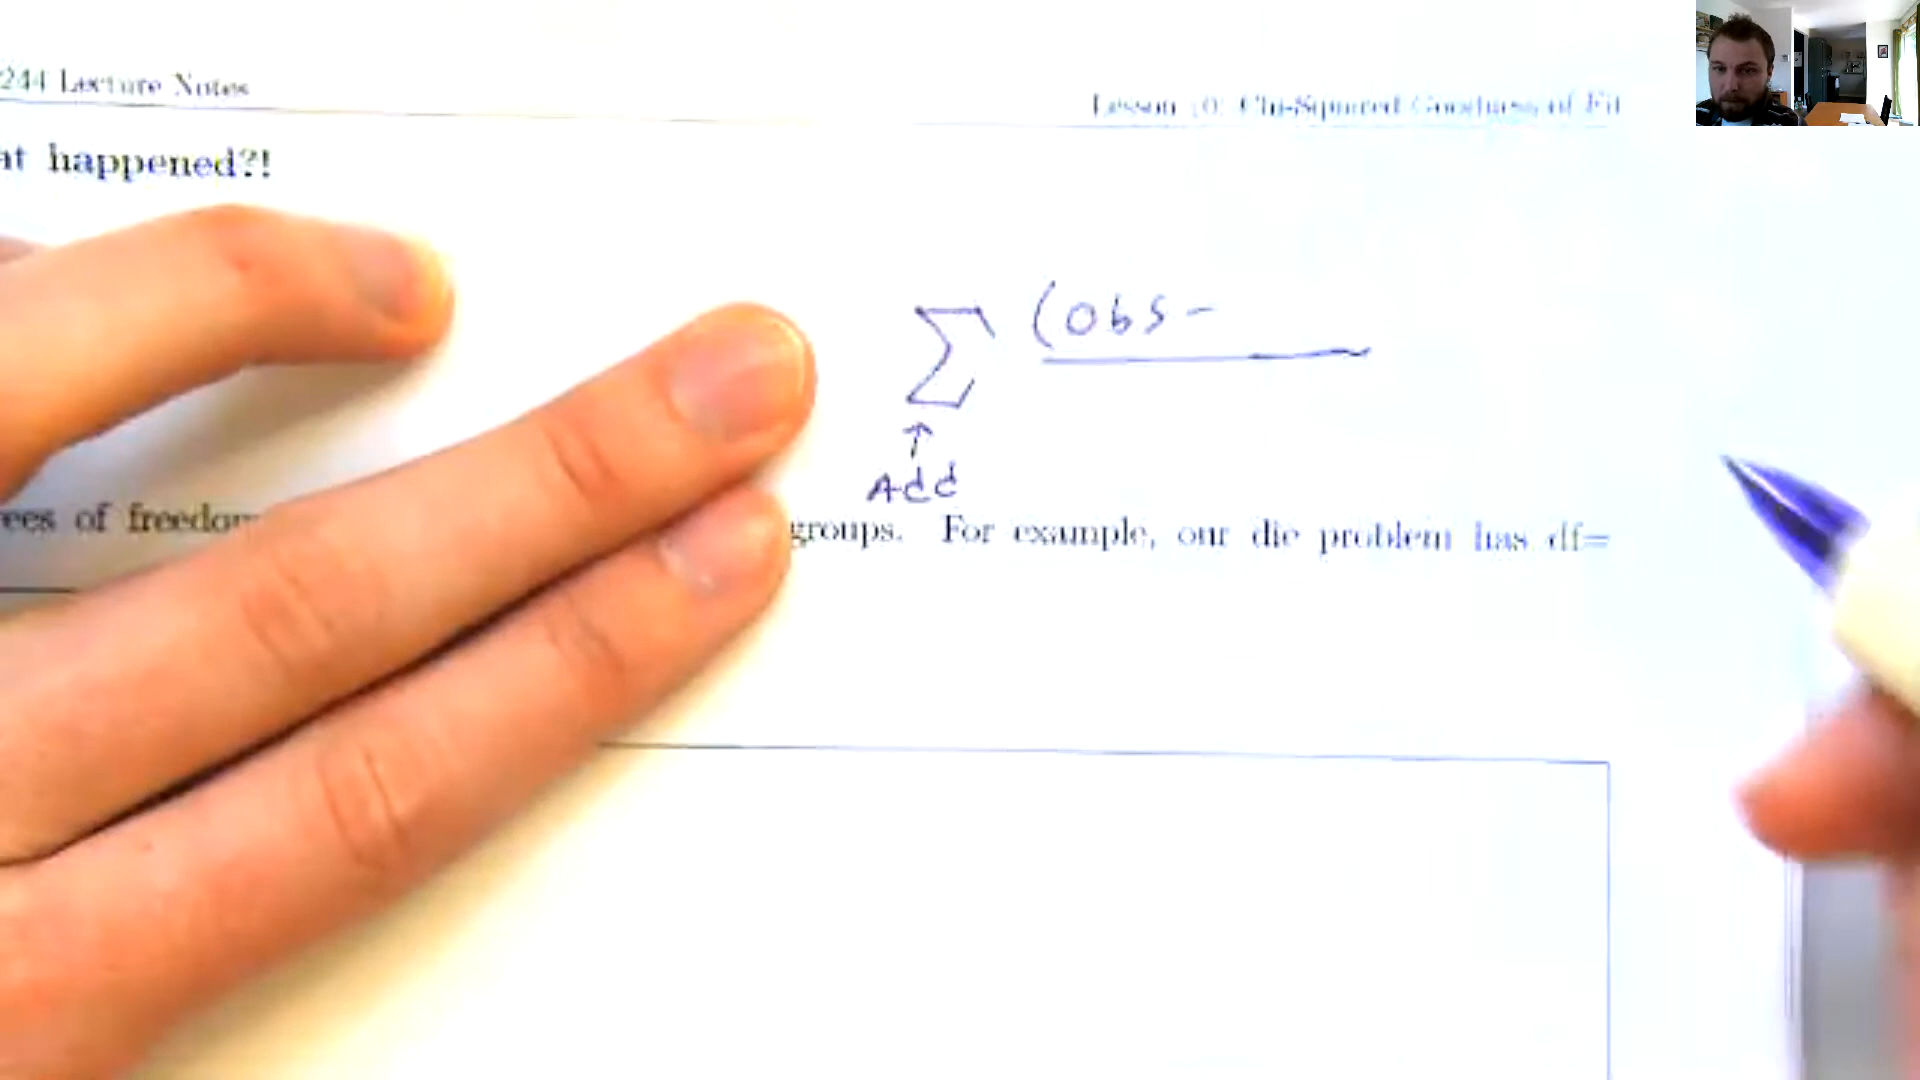 244 Lecture Notes
Lesson 10: Chi-Squared Goodness of Fit
at happened?!
∑ (Obs -
↑
Add
ees of freedom groups. For example, our die problem has df=